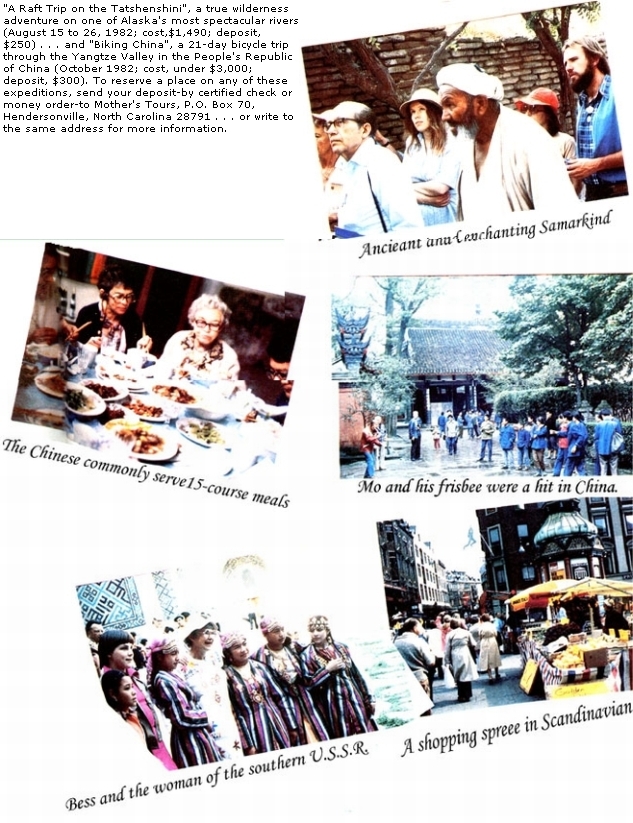 "A Raft Trip on the Tatshenshini", a true wilderness
adventure on one of Alaska's most spectacular rivers
(August 15 to 26, 1982; cost,$1,490; deposit,
$250) . . . and "Biking China", a 21-day bicycle trip
through the Yangtze Valley in the People's Republic
of China (October 1982; cost, under $3,000;
deposit, $300). To reserve a place on any of these
expeditions, send your deposit-by certified check or
money order-to Mother's Tours, P.O. Box 70,
Hendersonville, North Carolina 28791 . . . or write to
the same address for more information.
Ancieant and enchanting Samarkind
The Chinese commonly serve15-course meals
Mo and his frisbee were a hit in China.
Bess and the woman of the southern U.S.S.R.
A shopping spreee in Scandinavian